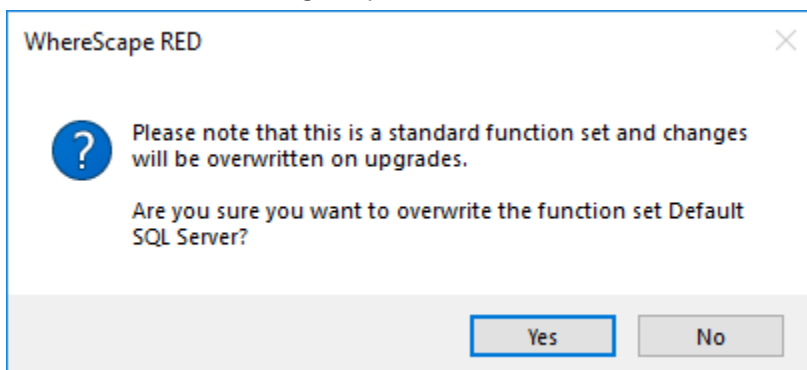 WhereScape RED
Please note that this is a standard function set and changes
will be overwritten on upgrades.
Are you sure you want to overwrite the function set Default
SQL Server?
Yes
No